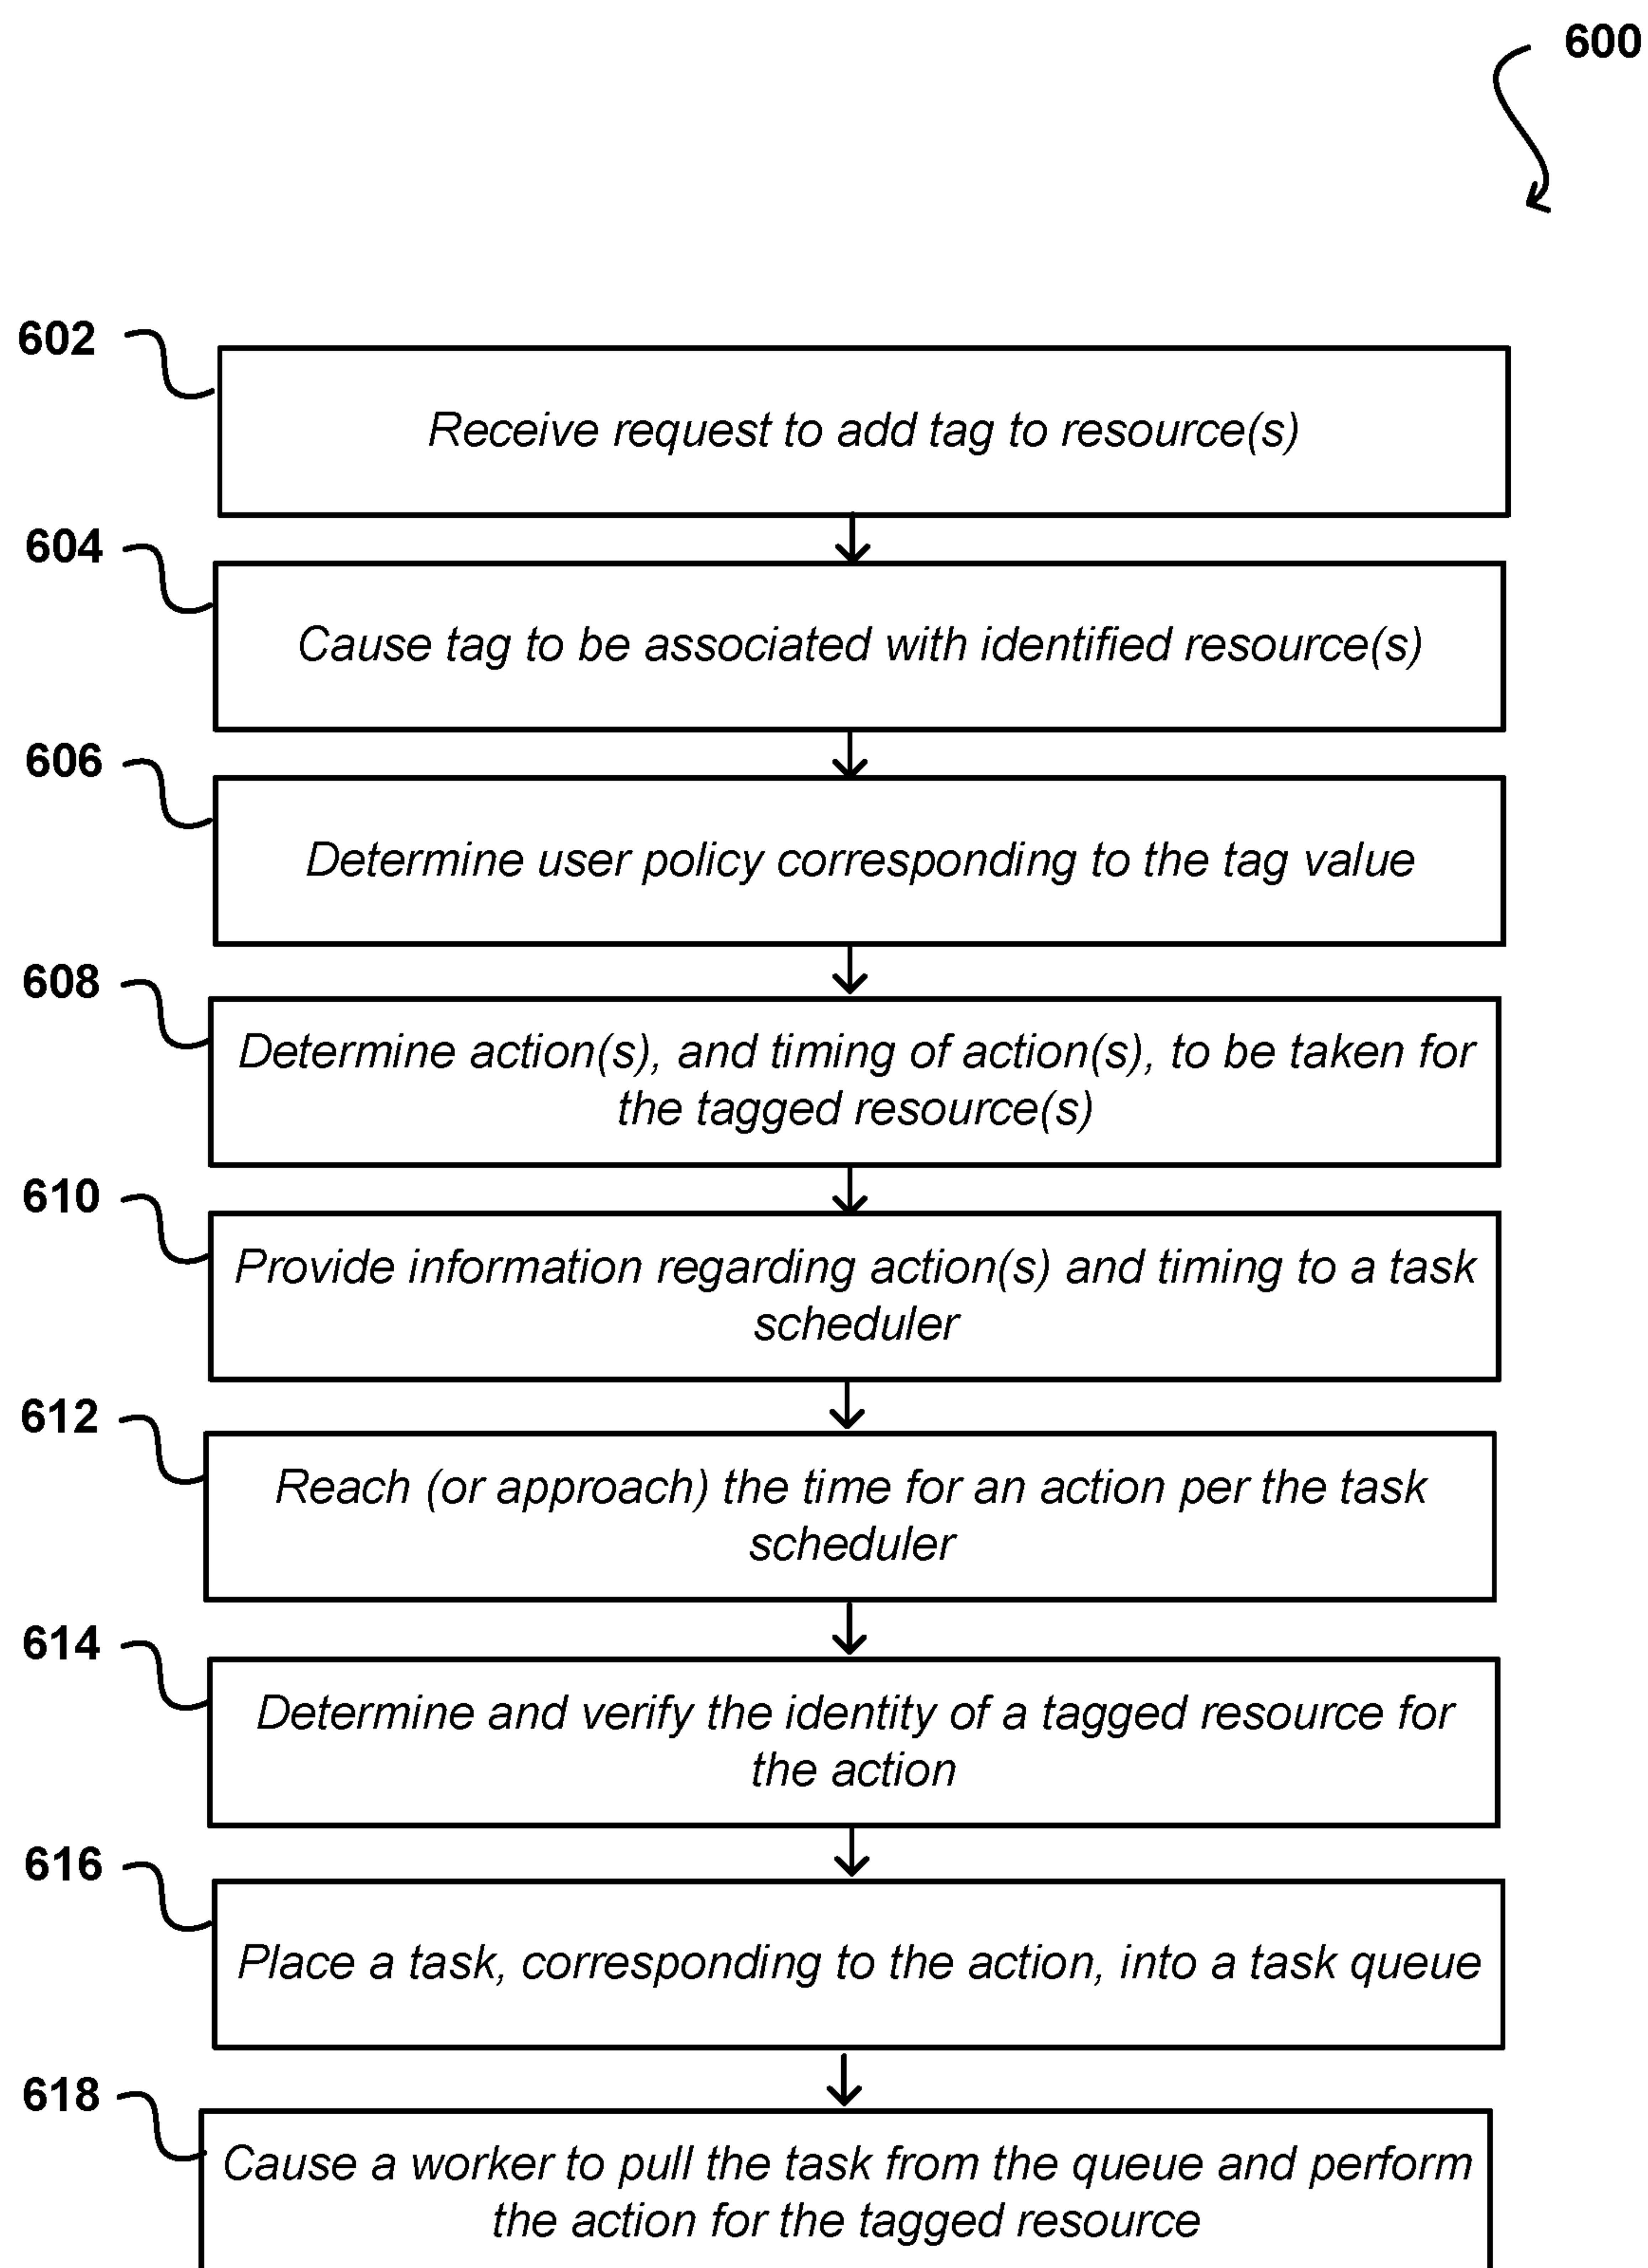 600
602
Receive request to add tag to resource(s)
604
Cause tag to be associated with identified resource(s)
606
Determine user policy corresponding to the tag value
608
Determine action(s), and timing of action(s), to be taken for
the tagged resource(s)
610
Provide information regarding action(s) and timing to a task
scheduler
612
Reach (or approach) the time for an action per the task
scheduler
614
Determine and verify the identity of a tagged resource for
the action
616
Place a task, corresponding to the action, into a task queue
618
Cause a worker to pull the task from the queue and perform
the action for the tagged resource